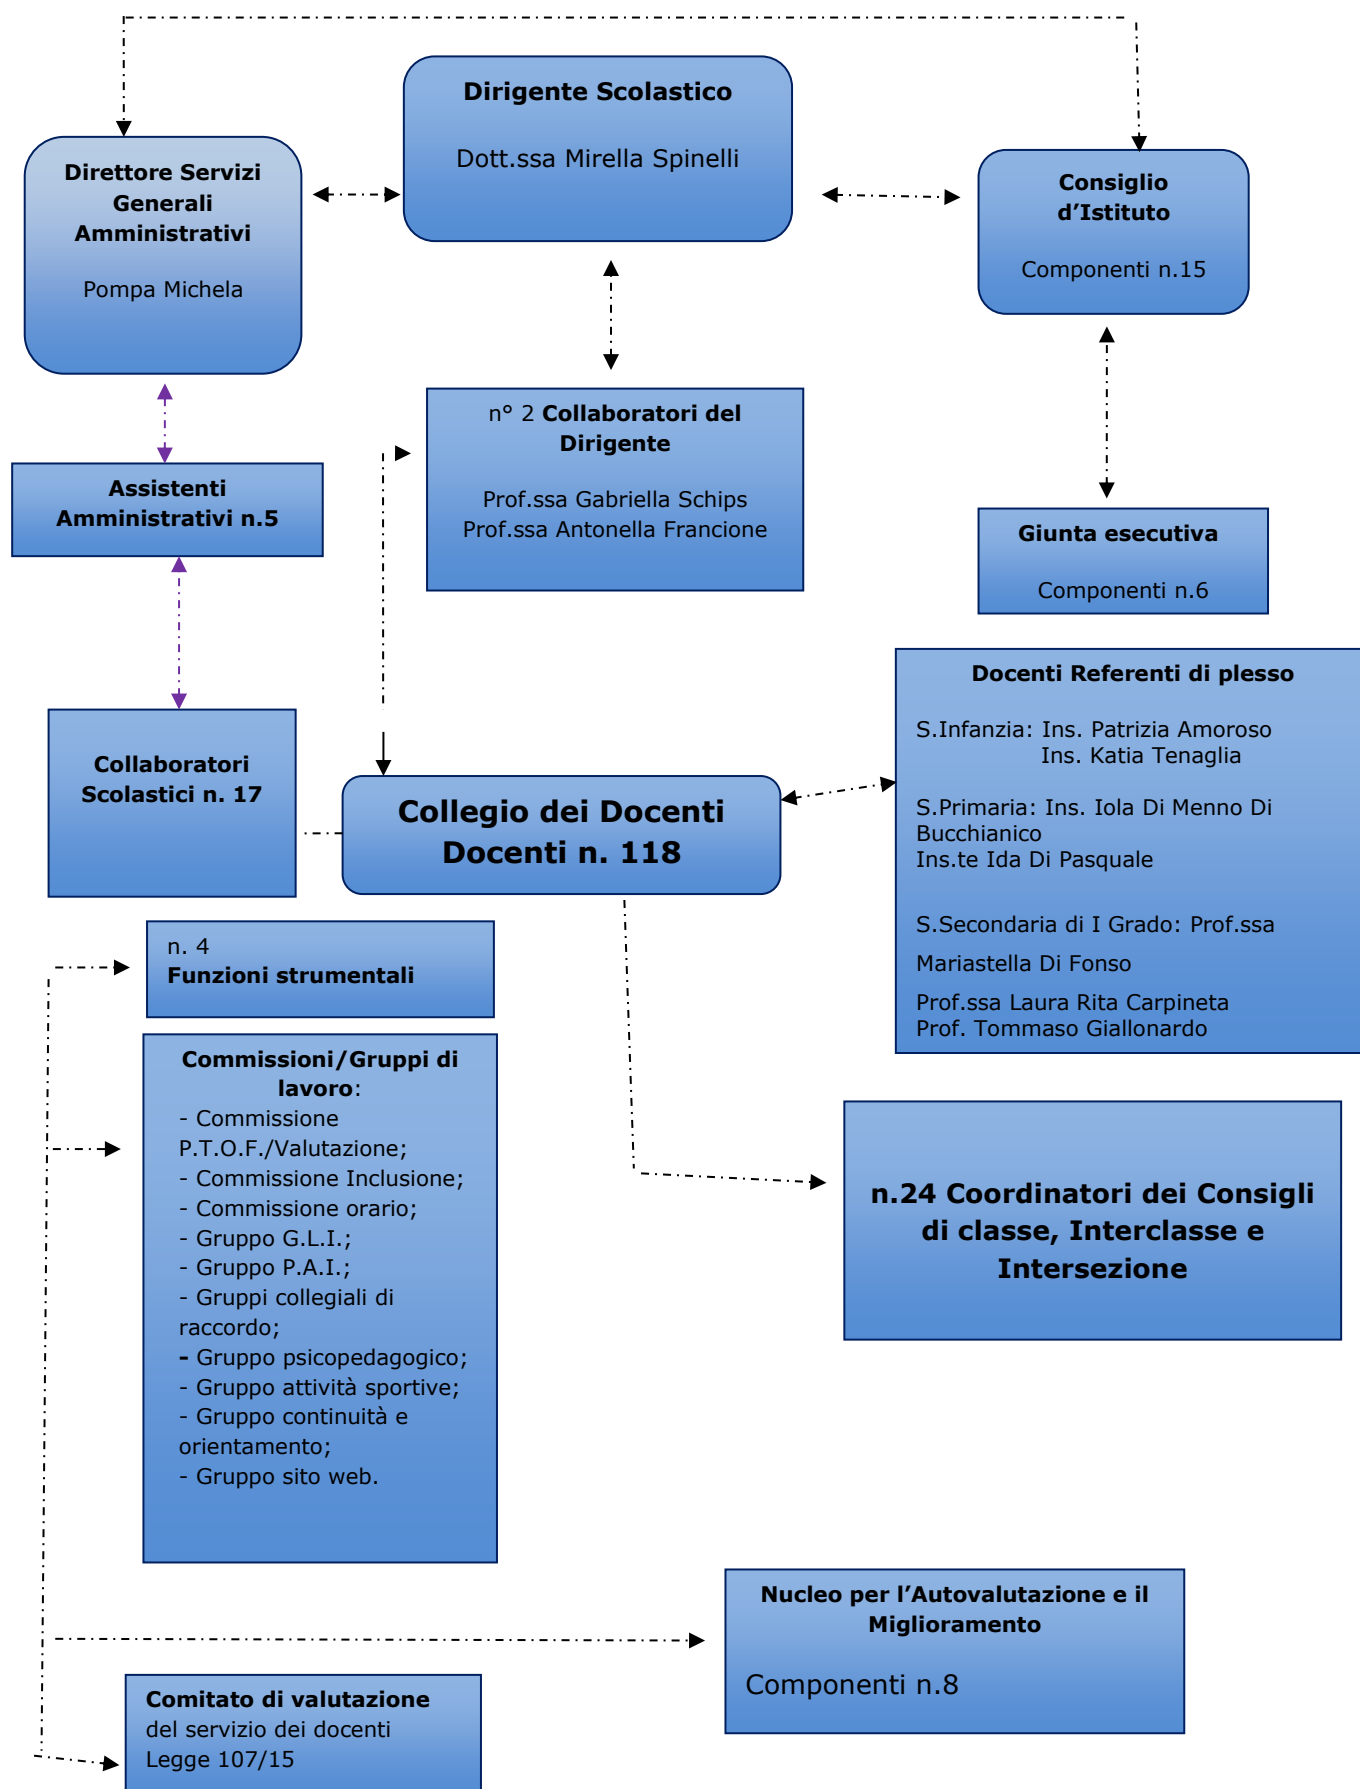 Dirigente Scolastico
Dott.ssa Mirella Spinelli
Direttore Servizi
Generali
Amministrativi
Pompa Michela
Consiglio
d’Istituto
Componenti n.15
n° 2 Collaboratori del
Dirigente
Prof.ssa Gabriella Schips
Prof.ssa Antonella Francione
Assistenti
Amministrativi n.5
Giunta esecutiva
Componenti n.6
Docenti Referenti di plesso
S.Infanzia: Ins. Patrizia Amoroso
Ins. Katia Tenaglia
S.Primaria: Ins. Iola Di Menno Di
Bucchianico
Ins.te Ida Di Pasquale
S.Secondaria di I Grado: Prof.ssa
Mariastella Di Fonso
Prof.ssa Laura Rita Carpineta
Prof. Tommaso Giallonardo
Collaboratori
Scolastici n. 17
Collegio dei Docenti
Docenti n. 118
n. 4
Funzioni strumentali
Commissioni/Gruppi di
lavoro:
- Commissione
P.T.O.F./Valutazione;
- Commissione Inclusione;
- Commissione orario;
- Gruppo G.L.I.;
- Gruppo P.A.I.;
- Gruppi collegiali di
raccordo;
- Gruppo psicopedagogico;
- Gruppo attività sportive;
- Gruppo continuità e
orientamento;
- Gruppo sito web.
n.24 Coordinatori dei Consigli
di classe, Interclasse e
Intersezione
Nucleo per l’Autovalutazione e il
Miglioramento
Componenti n.8
Comitato di valutazione
del servizio dei docenti
Legge 107/15